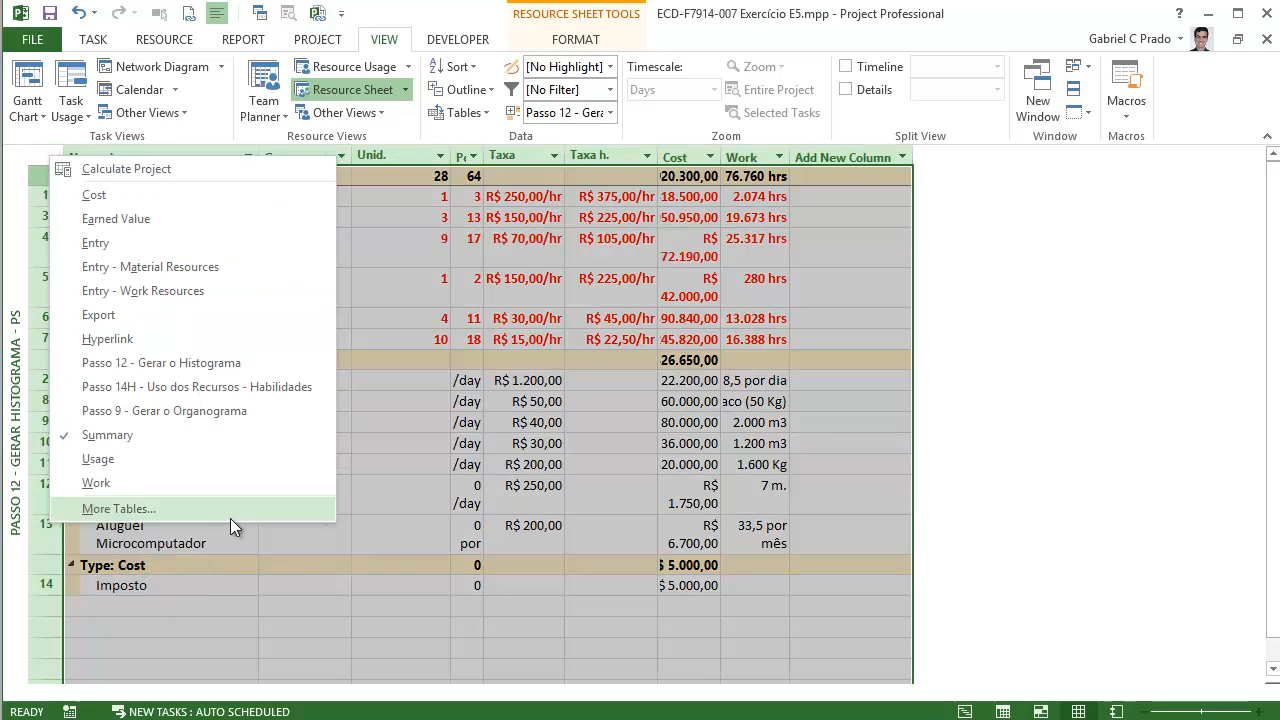 RESOURCE SHEET TOOLS
ECD-F7914-007 Exercício E5.mpp - Project Professional
FILE TASK RESOURCE REPORT PROJECT VIEW DEVELOPER FORMAT
Gabriel C Prado
Gantt Chart
Task Usage
Network Diagram
Calendar
Other Views
Task Views
Team Planner
Resource Usage
Resource Sheet
Other Views
Resource Views
Sort
Outline
Tables
[No Highlight]
[No Filter]
Passo 12 - Gera
Data
Timescale:
Days
Zoom
Entire Project
Selected Tasks
Zoom
Timeline
Details
Split View
New Window
Window
Macros
Macros
Unid. Taxa Taxa h. Cost Work Add New Column
28 64 920.300,00 76.760 hrs
1 1 3 R$ 250,00/hr R$ 375,00/hr 18.500,00 2.074 hrs
3 3 13 R$ 150,00/hr R$ 225,00/hr 950.950,00 19.673 hrs
4 9 17 R$ 70,00/hr R$ 105,00/hr R$ 25.317 hrs
72.190,00
5 1 2 R$ 150,00/hr R$ 225,00/hr R$ 280 hrs
42.000,00
6 4 11 R$ 30,00/hr R$ 45,00/hr 90.840,00 13.028 hrs
7 10 18 R$ 15,00/hr R$ 22,50/hr 45.820,00 16.388 hrs
26.650,00
2 /day R$ 1.200,00 22.200,00 8,5 por dia
8 /day R$ 50,00 60.000,00 aco (50 Kg)
9 /day R$ 40,00 80.000,00 2.000 m3
10 /day R$ 30,00 36.000,00 1.200 m3
11 /day R$ 200,00 20.000,00 1.600 Kg
12 0 R$ 250,00 R$ 7 m.
/day 1.750,00
13 Aluguel 0 R$ 200,00 R$ 33,5 por
Microcomputador por 6.700,00 mês
Type: Cost 0 $ 5.000,00
14 Imposto 0 $ 5.000,00
Calculate Project
Cost
Earned Value
Entry
Entry - Material Resources
Entry - Work Resources
Export
Hyperlink
Passo 12 - Gerar o Histograma
Passo 14H - Uso dos Recursos - Habilidades
Passo 9 - Gerar o Organograma
Summary
Usage
Work
More Tables...
PASSO 12 - GERAR HISTOGRAMA - PS
READY NEW TASKS : AUTO SCHEDULED